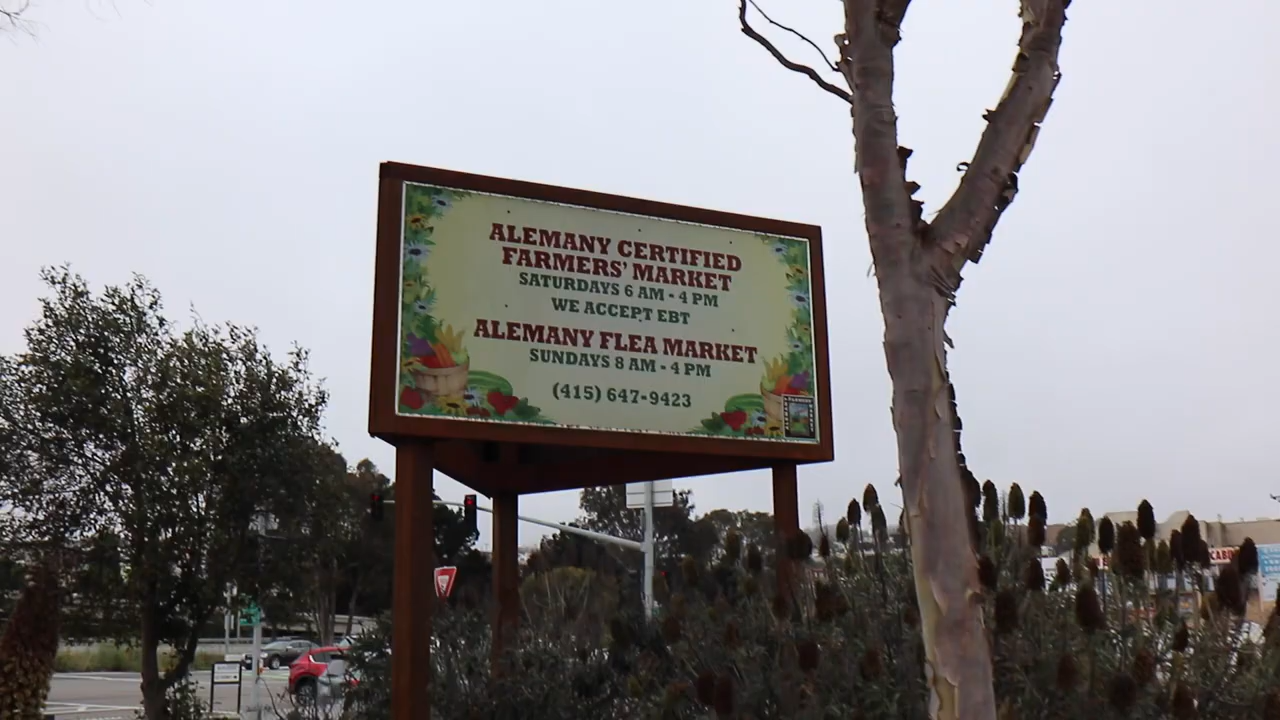 ALEMANY CERTIFIED
FARMERS' MARKET
SATURDAYS 6 AM - 4 PM
WE ACCEPT EBT
ALEMANY FLEA MARKET
SUNDAYS 8 AM - 4 PM
(415) 647-9423